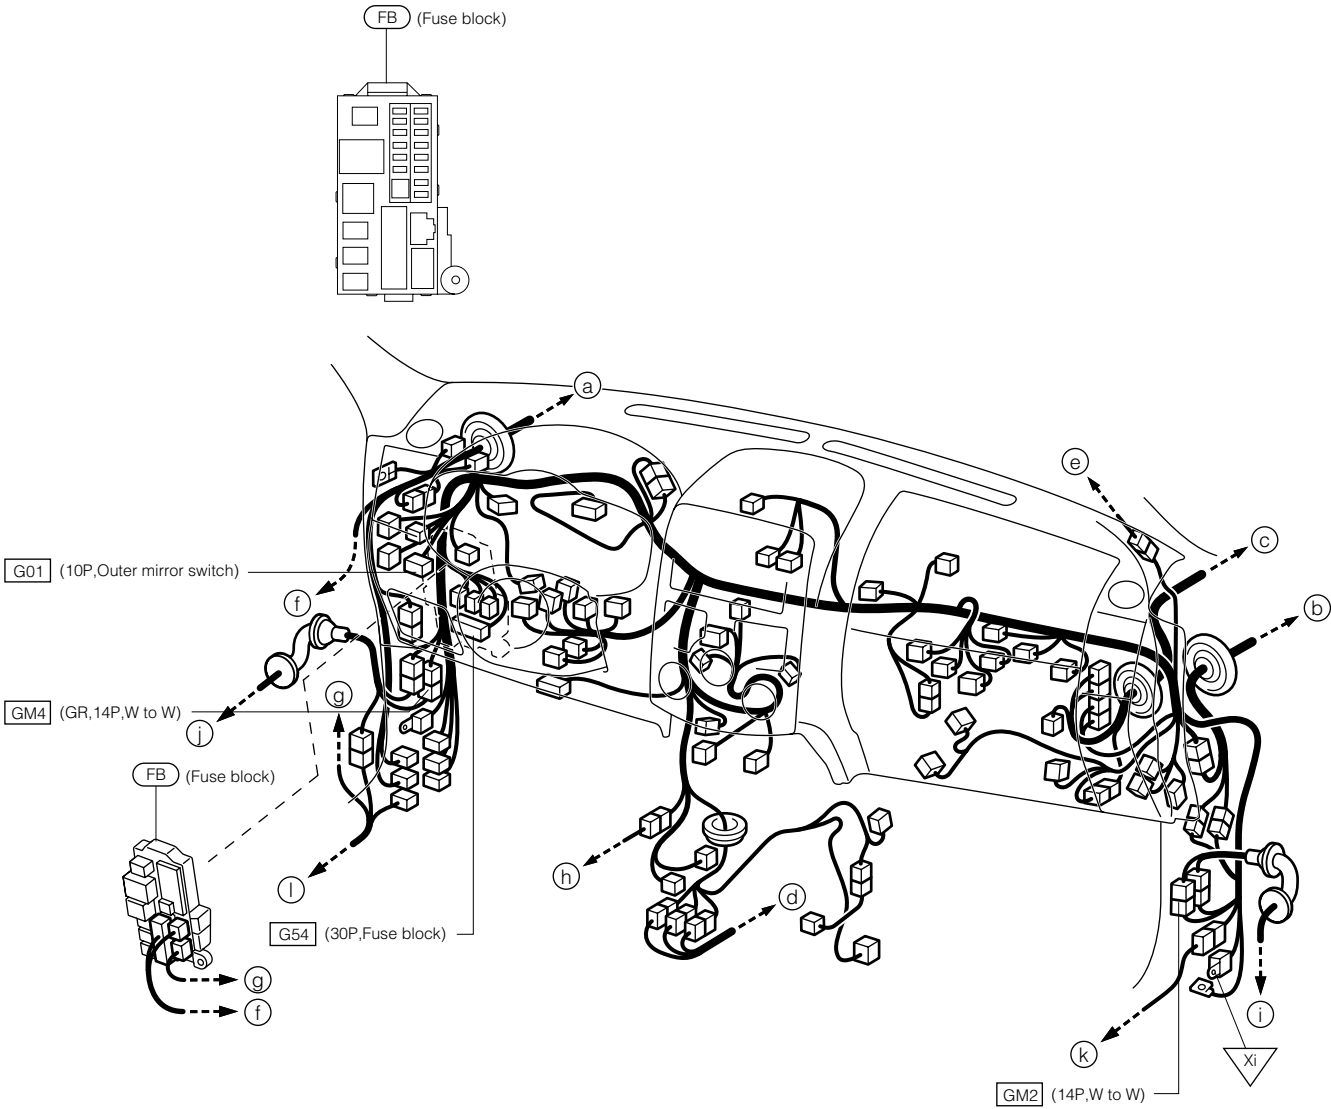 FB (Fuse block)
a
e
c
G01 (10P,Outer mirror switch)
f
b
g
GM4 (GR,14P,W to W)
j
FB (Fuse block)
h
l
d
G54 (30P,Fuse block)
g
f
i
k
Xi
GM2 (14P,W to W)